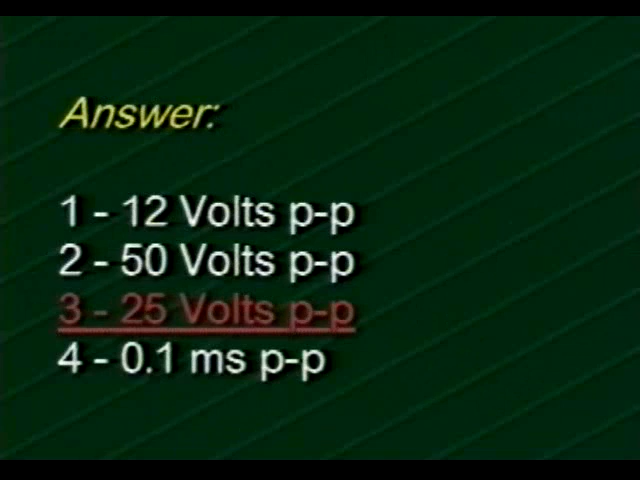 Answer:
1 - 12 Volts p-p
2 - 50 Volts p-p
3 - 25 Volts p-p
4 - 0.1 ms p-p